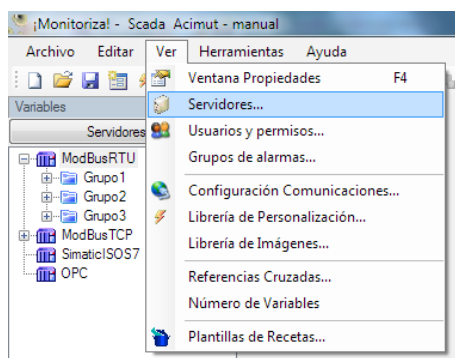 ¡Monitoriza! - Scada Acimut - manual
Archivo Editar Ver Herramientas Ayuda
Ventana Propiedades F4
Variables
Servidores...
Servidores
Usuarios y permisos...
ModBusRTU
Grupos de alarmas...
Grupo1
Grupo2
Configuración Comunicaciones...
Grupo3
Librería de Personalización...
ModBusTCP
Librería de Imágenes...
SimaticISOS7
OPC
Referencias Cruzadas...
Número de Variables
Plantillas de Recetas...